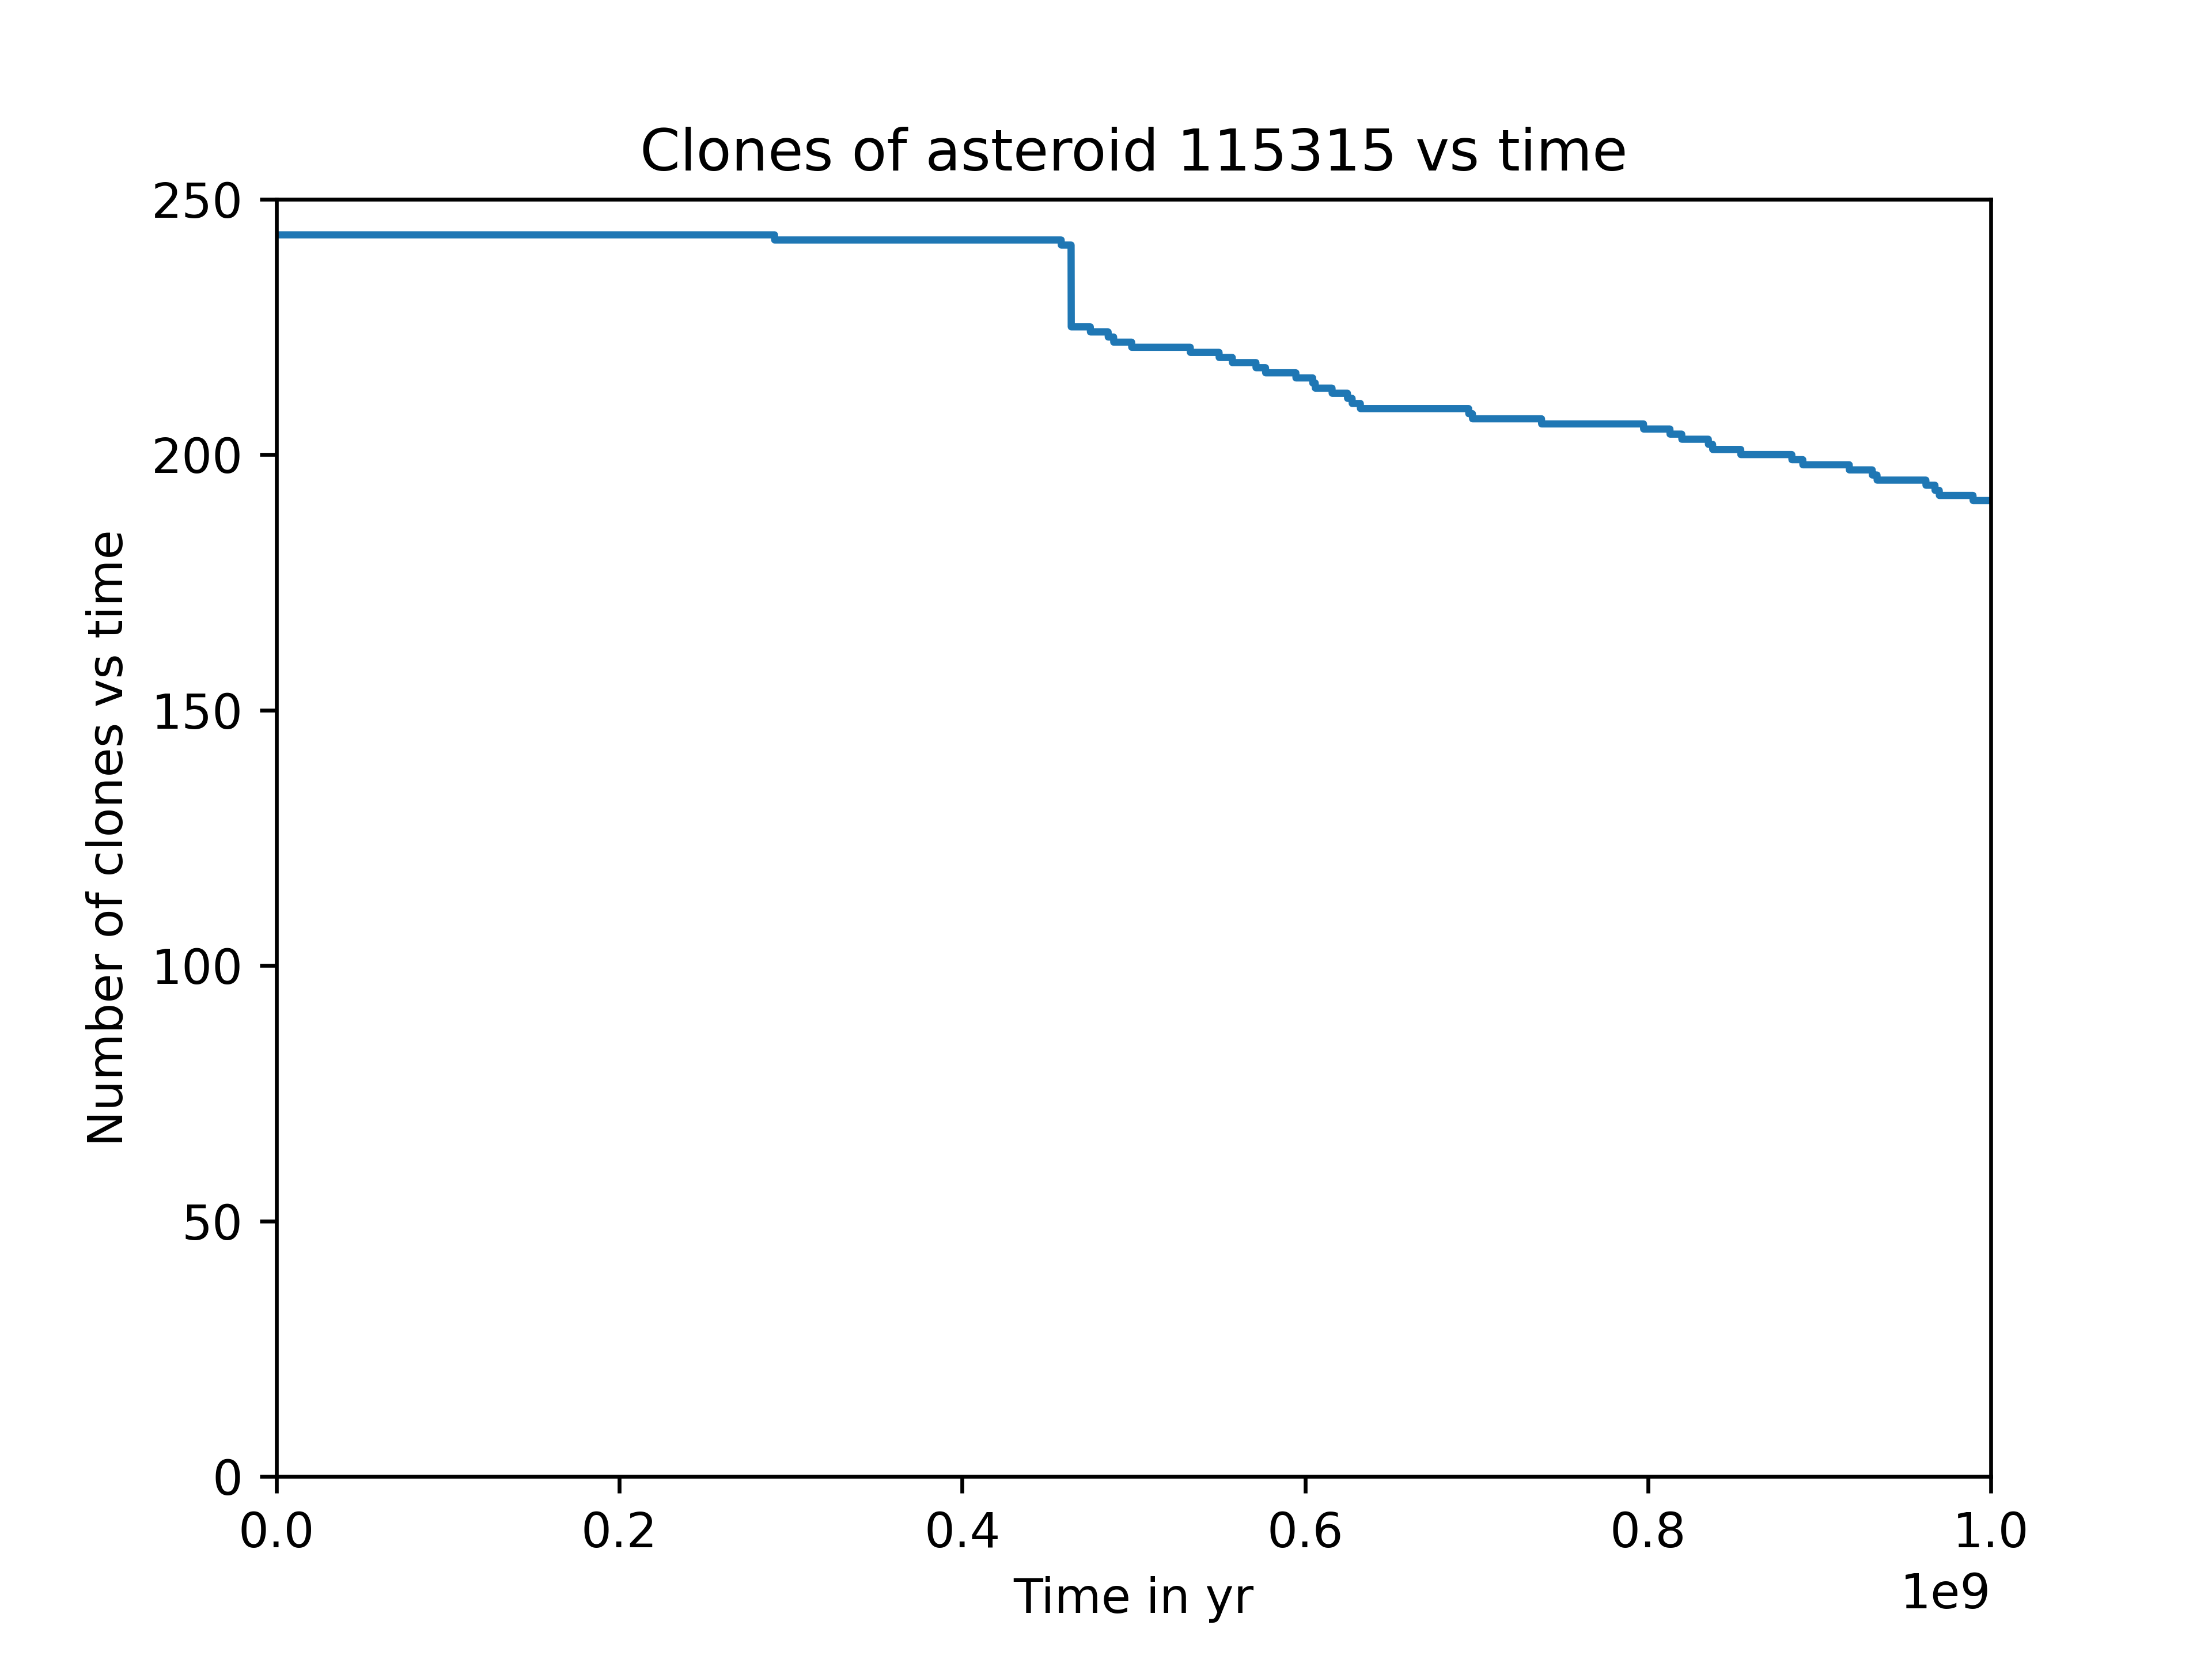 Clones of asteroid 115315 vs time
Number of clones vs time
250
200
150
100
50
0
0.0 0.2 0.4 0.6 0.8 1.0
1e9
Time in yr